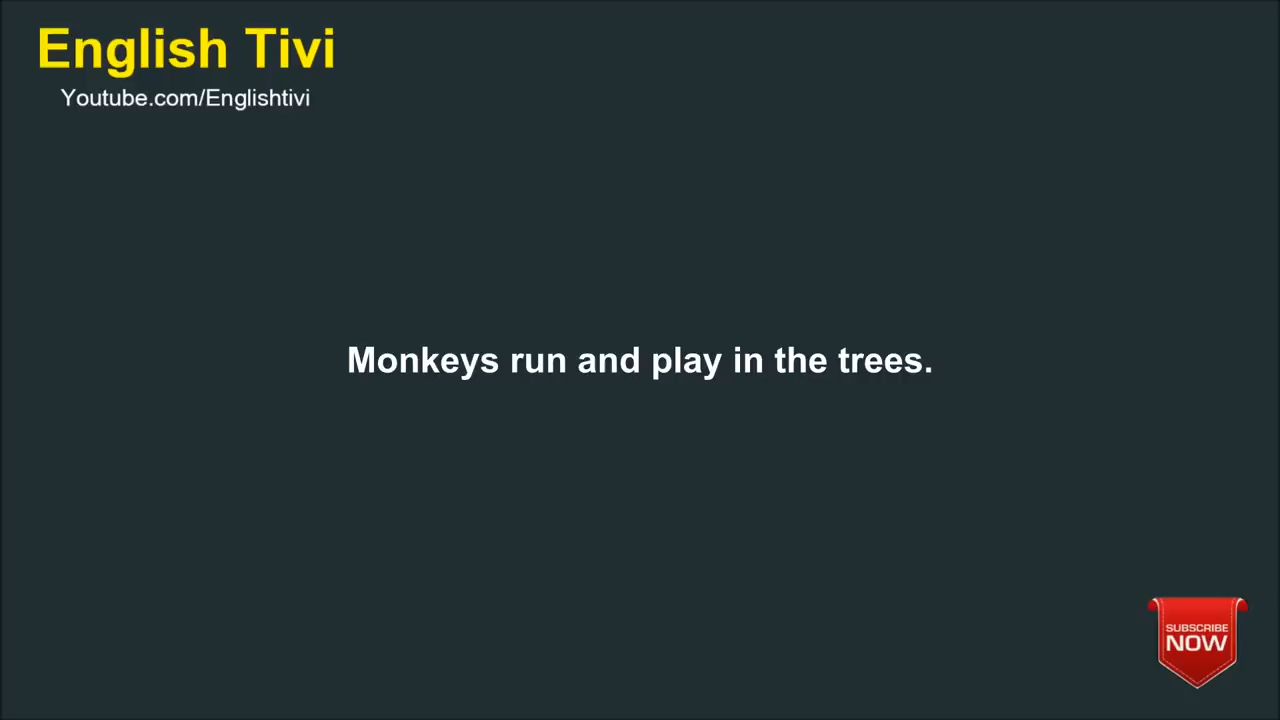 English Tivi
Youtube.com/Englishtivi
Monkeys run and play in the trees.
SUBSCRIBE
NOW